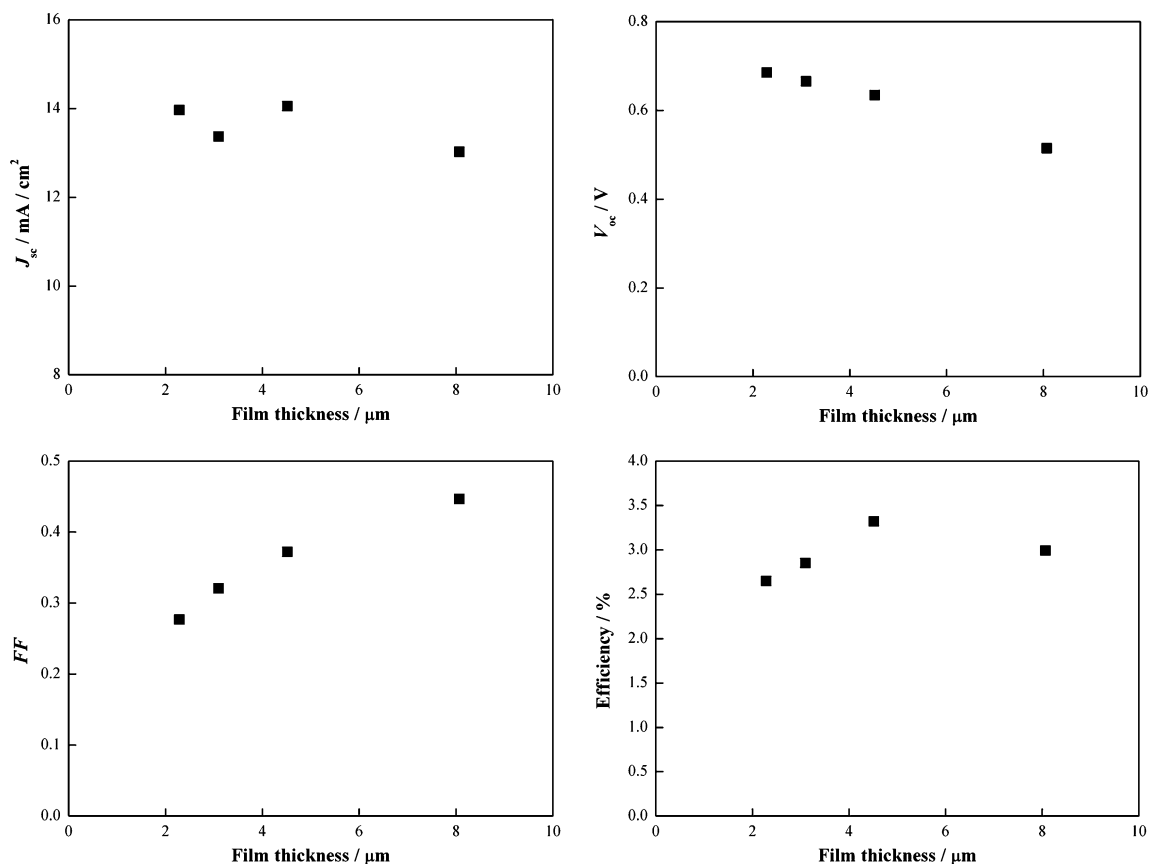 16
14
12
10
8
J sc / mA / cm2
0 2 4 6 8 10
Film thickness / μm
0.8
0.6
0.4
0.2
0.0
V oc / V
0 2 4 6 8 10
Film thickness / μm
0.5
0.4
0.3
0.2
0.1
0.0
FF
0 2 4 6 8 10
Film thickness / μm
4.0
3.5
3.0
2.5
2.0
1.5
1.0
0.5
0.0
Efficiency / %
0 2 4 6 8 10
Film thickness / μm